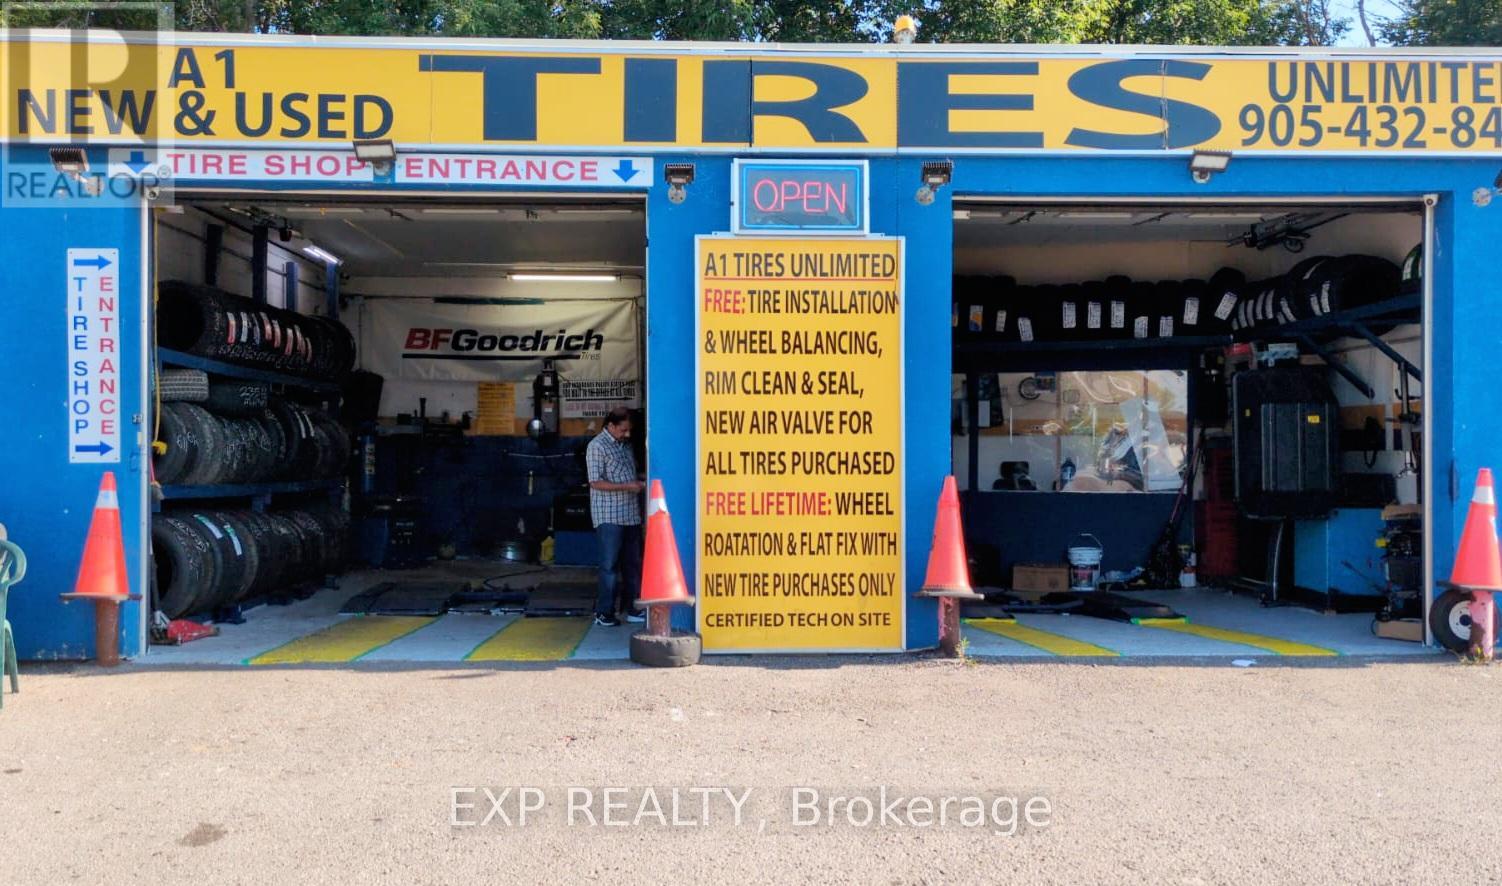 A1
NEW & USED
TIRES
UNLIMITE
905-432-84
REALTOR®
TIRE SHOP ENTRANCE
OPEN
TIRE SHOP
ENTRANCE
A1 TIRES UNLIMITED
FREE: TIRE INSTALLATION
& WHEEL BALANCING,
RIM CLEAN & SEAL,
NEW AIR VALVE FOR
ALL TIRES PURCHASED
FREE LIFETIME: WHEEL
ROATATION & FLAT FIX WITH
NEW TIRE PURCHASES ONLY
CERTIFIED TECH ON SITE
BFGoodrich
Tires
EXP REALTY, Brokerage